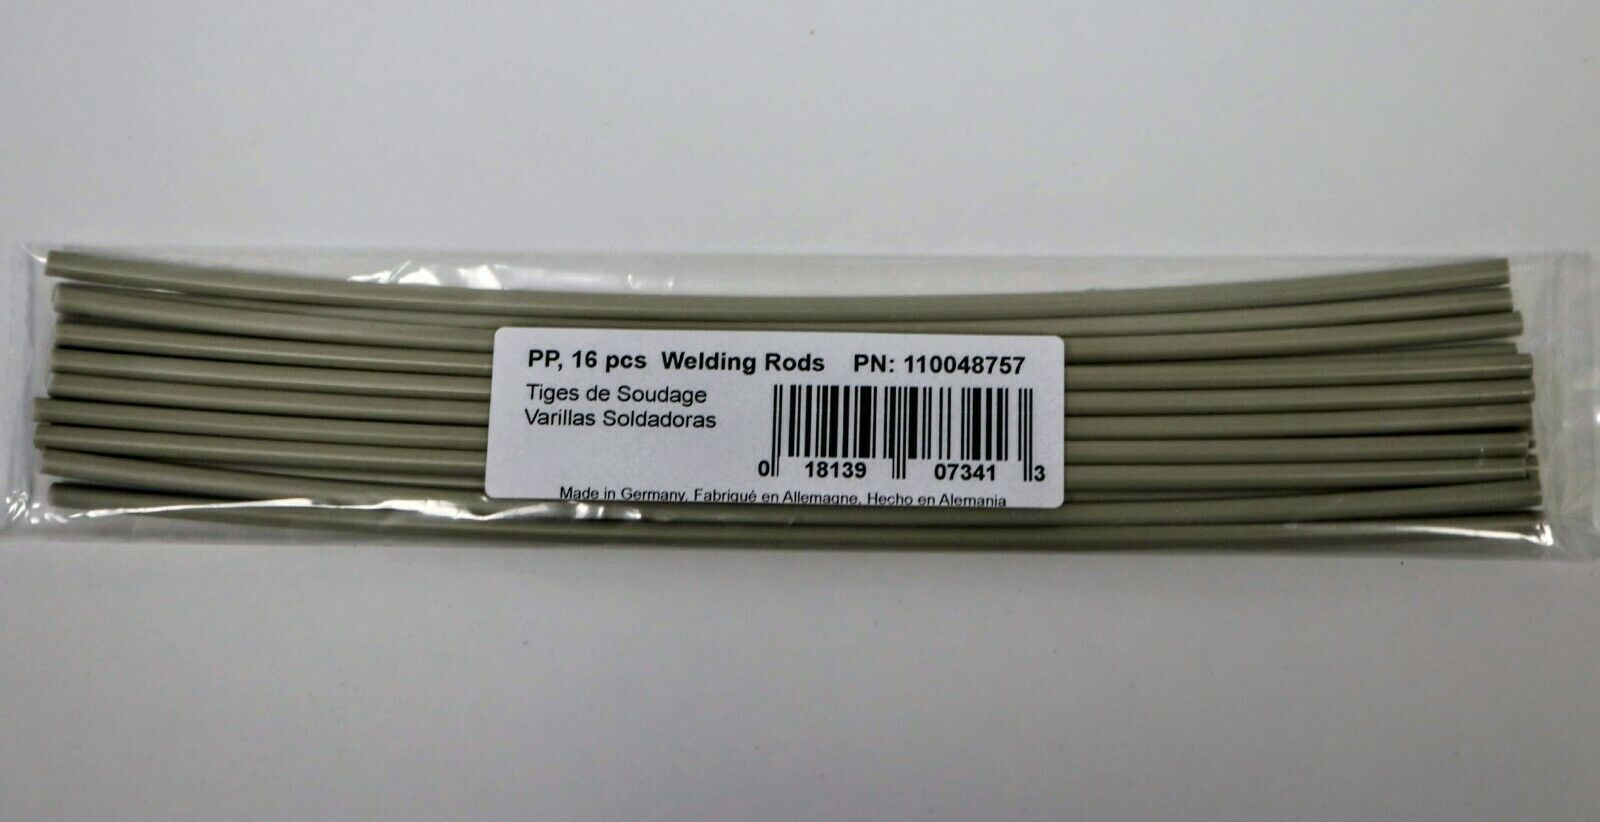 PP, 16 pcs Welding Rods PN: 110048757
Tiges de Soudage
Varillas Soldadoras
0 18139 07341 3
Made in Germany, Fabriqué en Allemagne, Hecho en Alemania